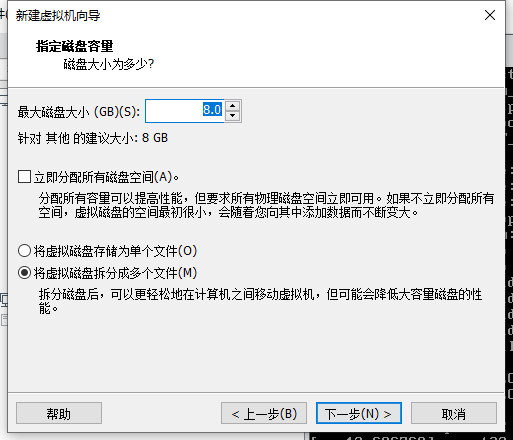 新建虚拟机向导
指定磁盘容量
磁盘大小为多少?
最大磁盘大小 (GB)(S): 8.0
针对 其他 的建议大小: 8 GB
立即分配所有磁盘空间(A)。
分配所有容量可以提高性能，但要求所有物理磁盘空间立即可用。如果不立即分配所有
空间，虚拟磁盘的空间最初很小，会随着您向其中添加数据而不断变大。
将虚拟磁盘存储为单个文件(O)
将虚拟磁盘拆分成多个文件(M)
拆分磁盘后，可以更轻松地在计算机之间移动虚拟机，但可能会降低大容量磁盘的性
能。
帮助
< 上一步(B)
下一步(N) >
取消